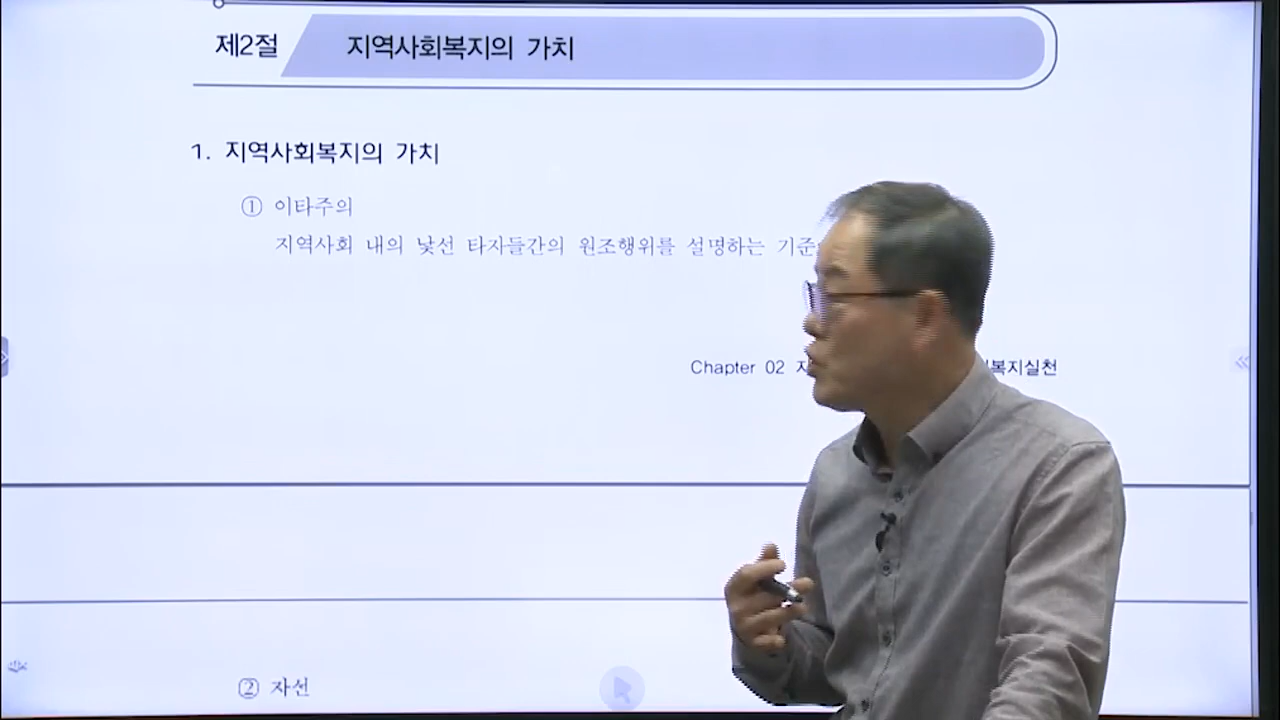 제2절 지역사회복지의 가치
1. 지역사회복지의 가치
① 이타주의
지역사회 내의 낯선 타자들간의 원조행위를 설명하는 기준
Chapter 02 지 복지실천
② 자선